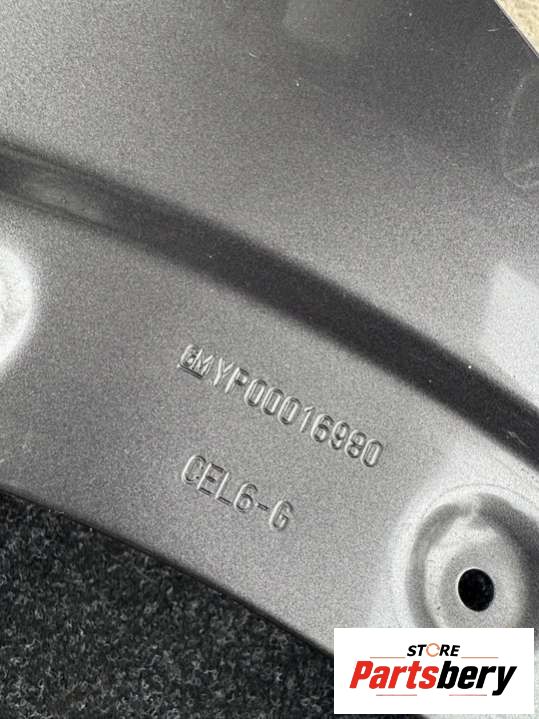 GM YP00016980
CEL6-G
STORE
Partsbery